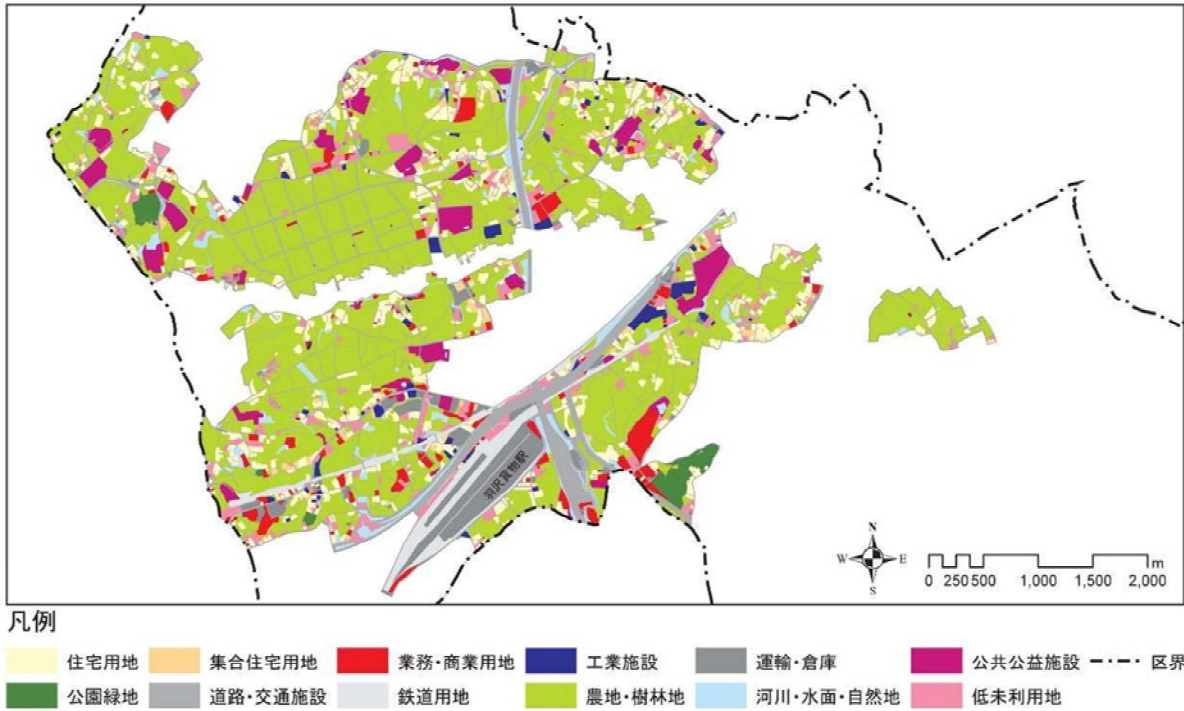 羽沢貨物駅
N
W E
S
0 250 500 1,000 1,500 2,000 m
凡例
住宅用地 集合住宅用地 業務・商業用地 工業施設 運輸・倉庫 公共公益施設 区界
公園緑地 道路・交通施設 鉄道用地 農地・樹林地 河川・水面・自然地 低未利用地